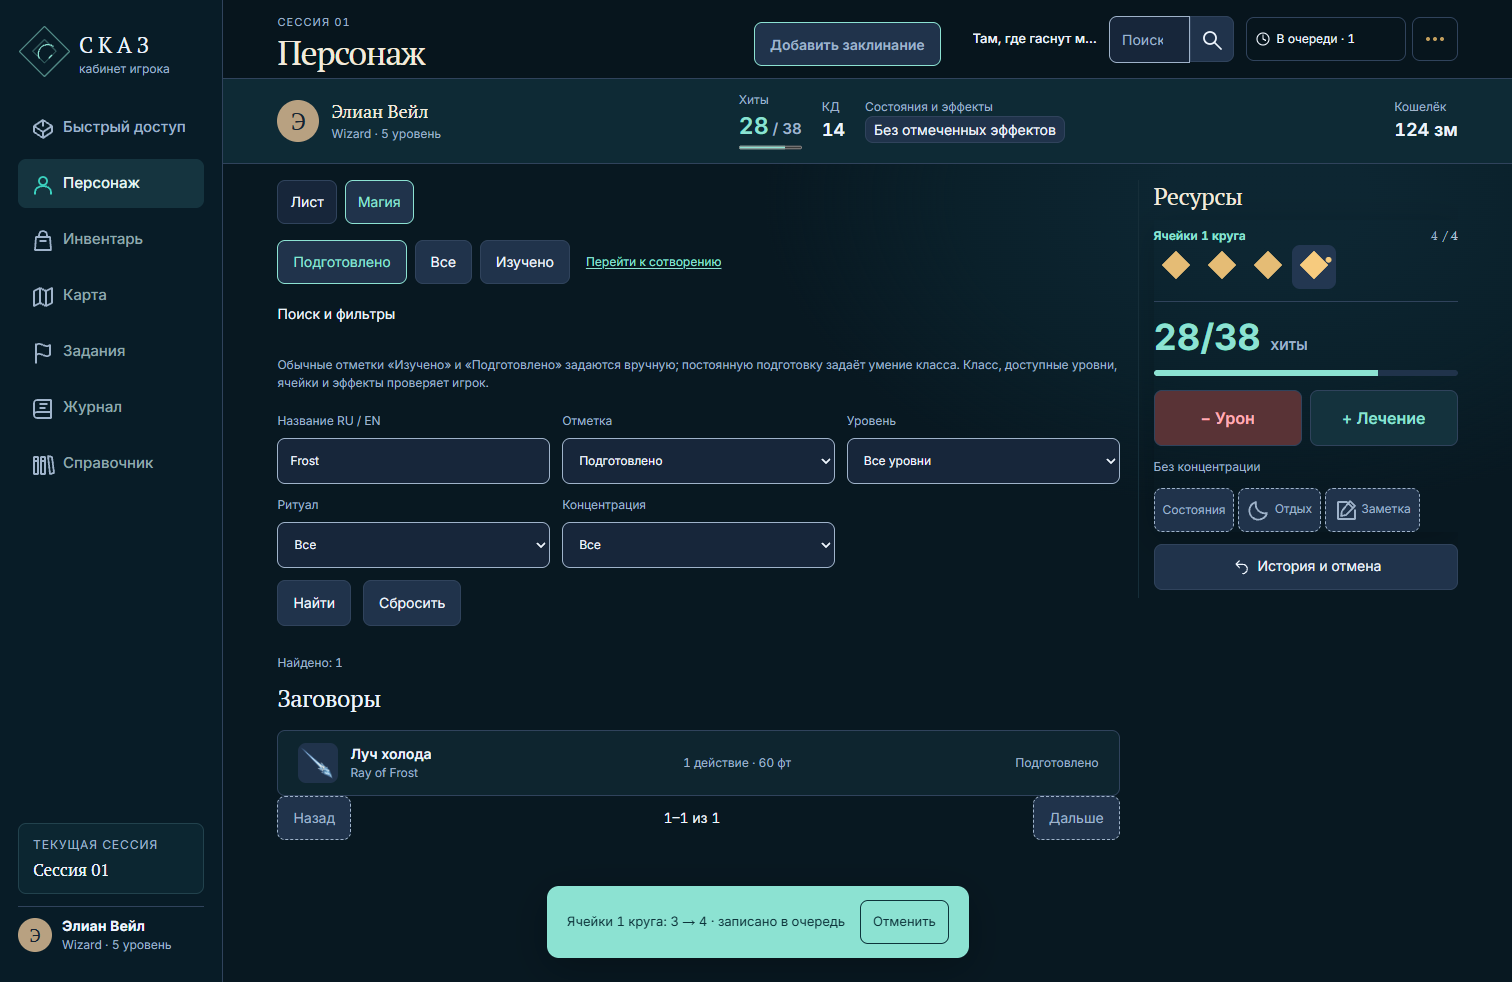 СКАЗ
кабинет игрока
Быстрый доступ
Персонаж
Инвентарь
Карта
Задания
Журнал
Справочник
ТЕКУЩАЯ СЕССИЯ
Сессия 01
Э
Элиан Вейл
Wizard · 5 уровень
СЕССИЯ 01
Персонаж
Добавить заклинание
Там, где гаснут м...
Поиск
В очереди · 1
Э
Элиан Вейл
Wizard · 5 уровень
Хиты
28 / 38
КД
14
Состояния и эффекты
Без отмеченных эффектов
Кошелёк
124 зм
Лист
Магия
Подготовлено
Все
Изучено
Перейти к сотворению
Поиск и фильтры
Обычные отметки «Изучено» и «Подготовлено» задаются вручную; постоянную подготовку задаёт умение класса. Класс, доступные уровни,
ячейки и эффекты проверяет игрок.
Название RU / EN
Отметка
Уровень
Frost
Подготовлено
Все уровни
Ритуал
Концентрация
Все
Все
Найти
Сбросить
Найдено: 1
Заговоры
Луч холода
Ray of Frost
1 действие · 60 фт
Подготовлено
Назад
1–1 из 1
Дальше
Ресурсы
Ячейки 1 круга
4 / 4
28/38 хиты
− Урон
+ Лечение
Без концентрации
Состояния
Отдых
Заметка
История и отмена
Ячейки 1 круга: 3 → 4 · записано в очередь
Отменить